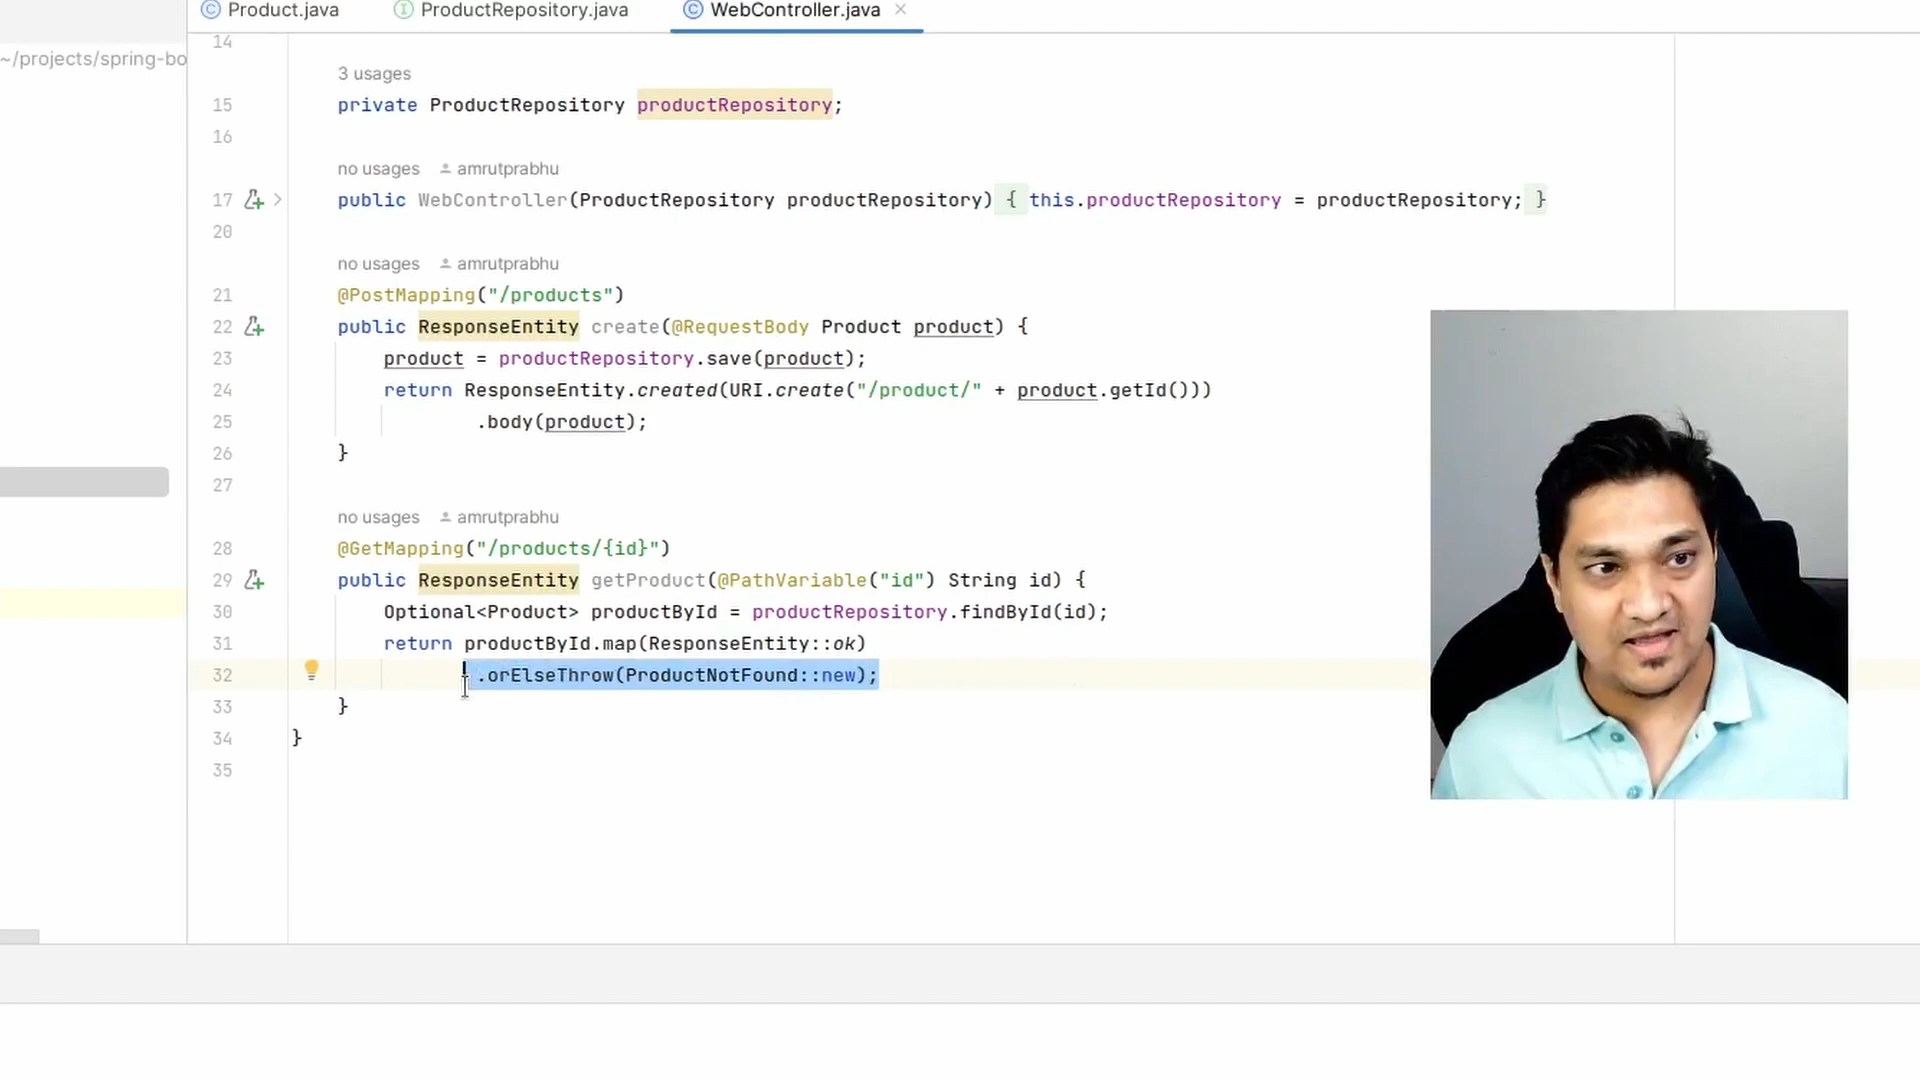 Product.java ProductRepository.java WebController.java
~/projects/spring-bo
14
3 usages
15 private ProductRepository productRepository;
16
no usages amrutprabhu
17 public WebController(ProductRepository productRepository) { this.productRepository = productRepository; }
20
no usages amrutprabhu
21 @PostMapping("/products")
22 public ResponseEntity create(@RequestBody Product product) {
23 product = productRepository.save(product);
24 return ResponseEntity.created(URI.create("/product/" + product.getId()))
25 .body(product);
26 }
27
no usages amrutprabhu
28 @GetMapping("/products/{id}")
29 public ResponseEntity getProduct(@PathVariable("id") String id) {
30 Optional<Product> productById = productRepository.findById(id);
31 return productById.map(ResponseEntity::ok)
32 .orElseThrow(ProductNotFound::new);
33 }
34 }
35